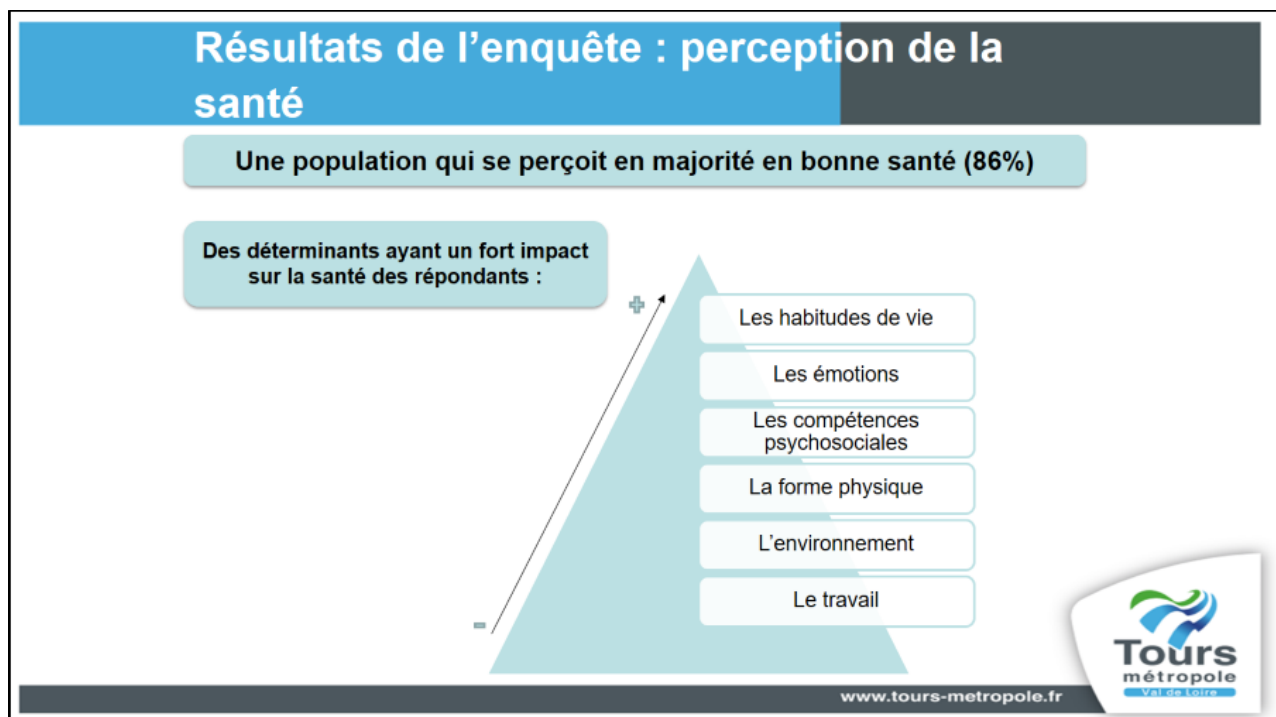 Résultats de l’enquête : perception de la
santé
Une population qui se perçoit en majorité en bonne santé (86%)
Des déterminants ayant un fort impact
sur la santé des répondants :
+
Les habitudes de vie
Les émotions
Les compétences
psychosociales
La forme physique
L’environnement
Le travail
-
Tours
métropole
Val de Loire
www.tours-metropole.fr